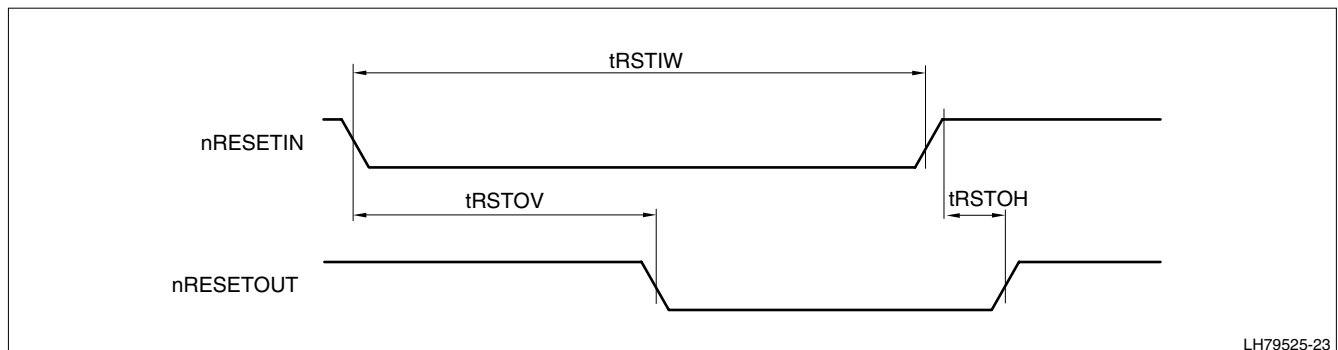 tRSTIW
nRESETIN
tRSTOV
tRSTOH
nRESETOUT
LH79525-23